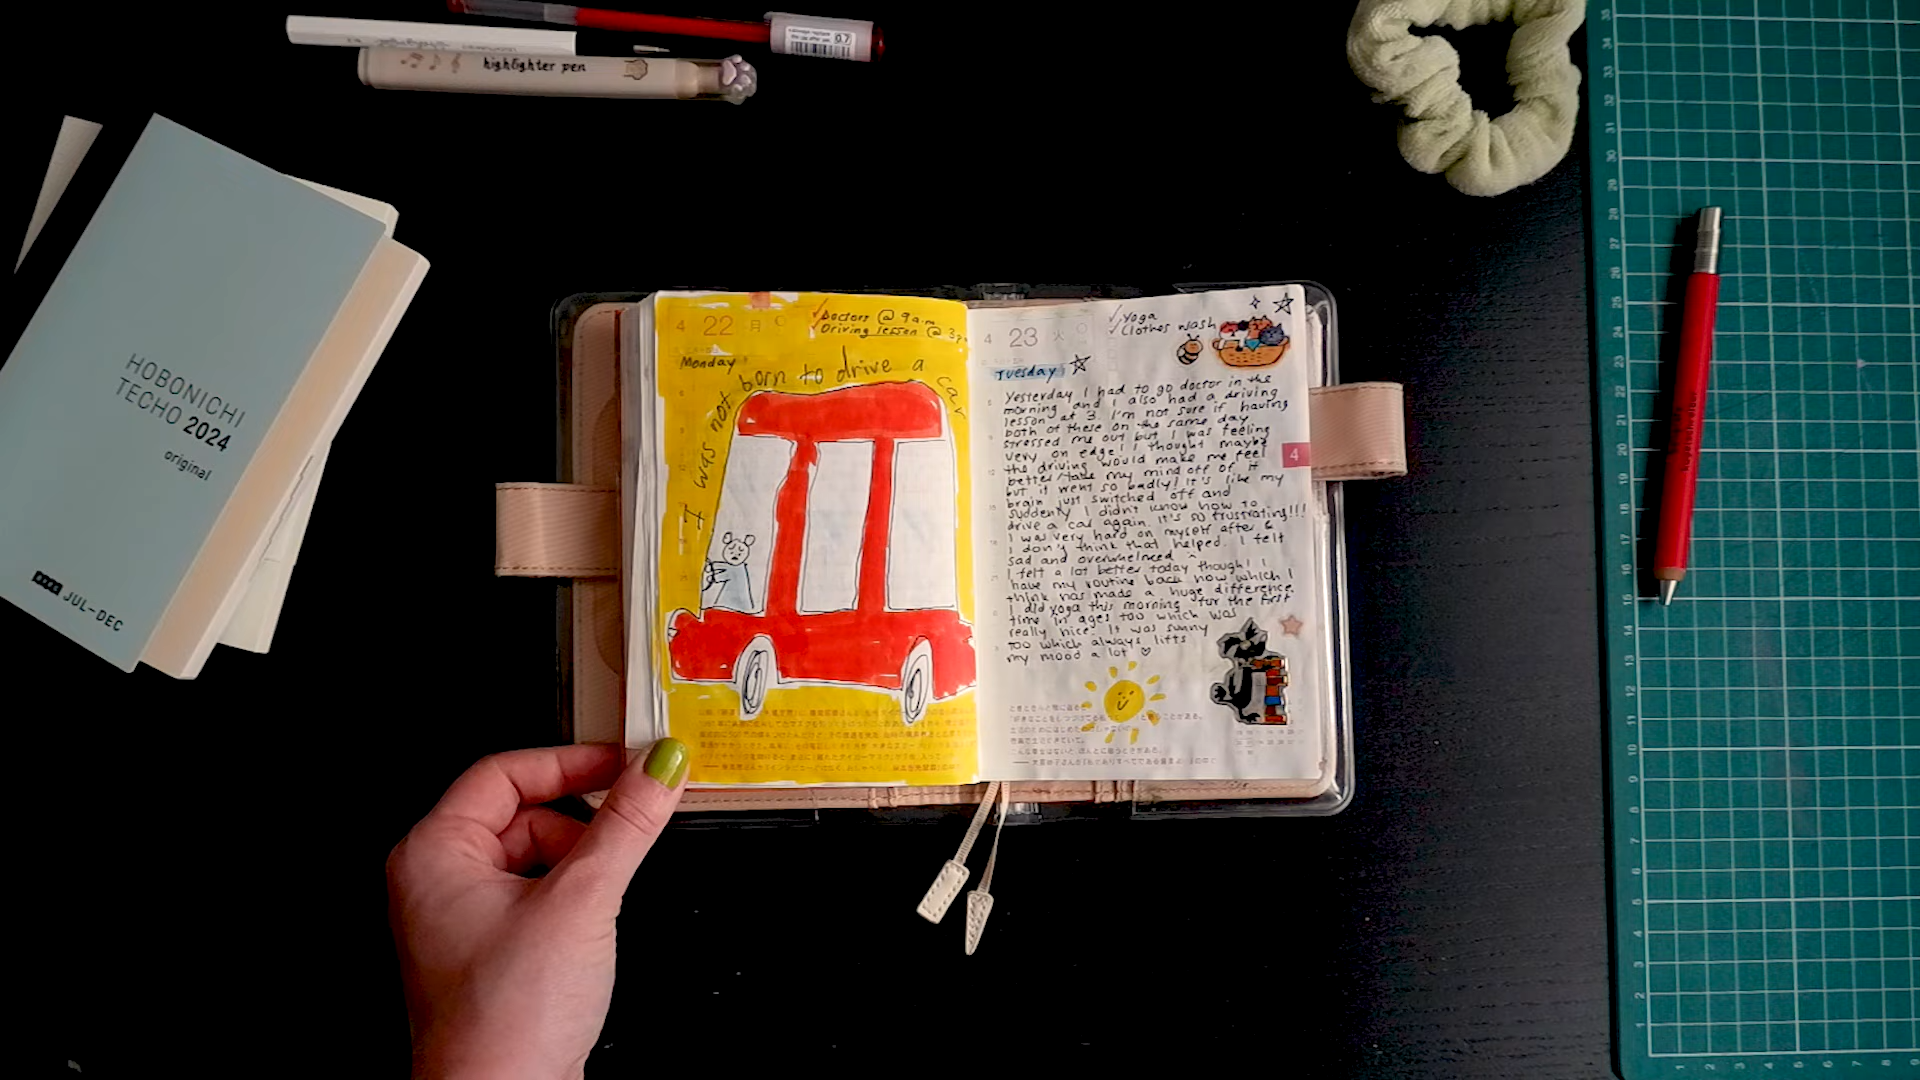 highlighter pen
0.7
HOBONICHI
TECHO 2024
original
JUL-DEC
4 22 月
Doctors @ 9a.m.
Driving lesson @ 3p
Monday!
I was not born to drive a car
4 23 火
Yoga
Clothes wash
Tuesday!
Yesterday I had to go doctor in the
morning and I also had a driving
lesson at 3. I'm not sure if having
both of these on the same day
stressed me out but I was feeling
very on edge! I thought maybe
the driving would make me feel
better/take my mind off of it
but it went so badly! It's like my
brain just switched off and
suddenly I didn't know how to
drive a car again. It's so frustrating!!!
I was very hard on myself after &
I don't think that helped. I felt
sad and overwhelmed
I felt a lot better today though! I
have my routine back now which I
think has made a huge difference.
I did yoga this morning for the first
time in ages too which was
really nice. It was sunny
too which always lifts
my mood a lot ♡
4